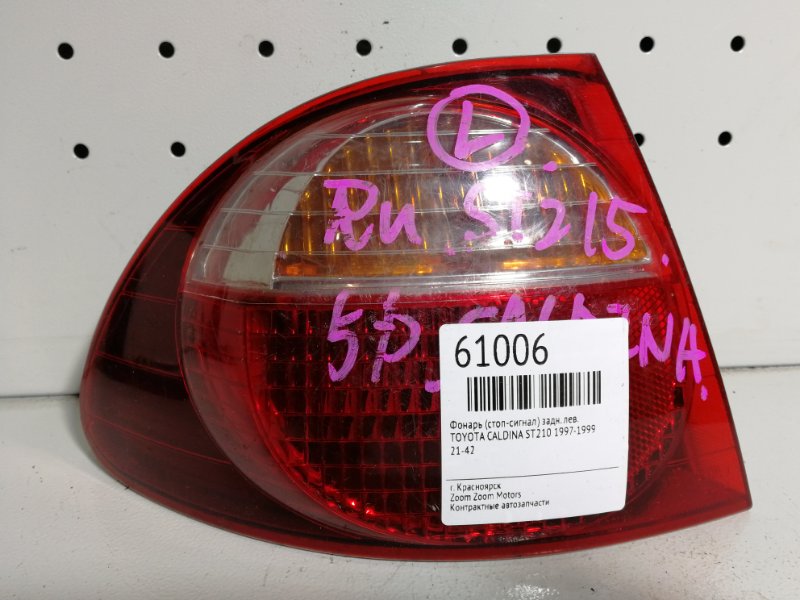 L
RH ST215.
5D CALDINA.
61006
Фонарь (стоп-сигнал) задн. лев.
TOYOTA CALDINA ST210 1997-1999
21-42
г. Красноярск
Zoom Zoom Motors
Контрактные автозапчасти